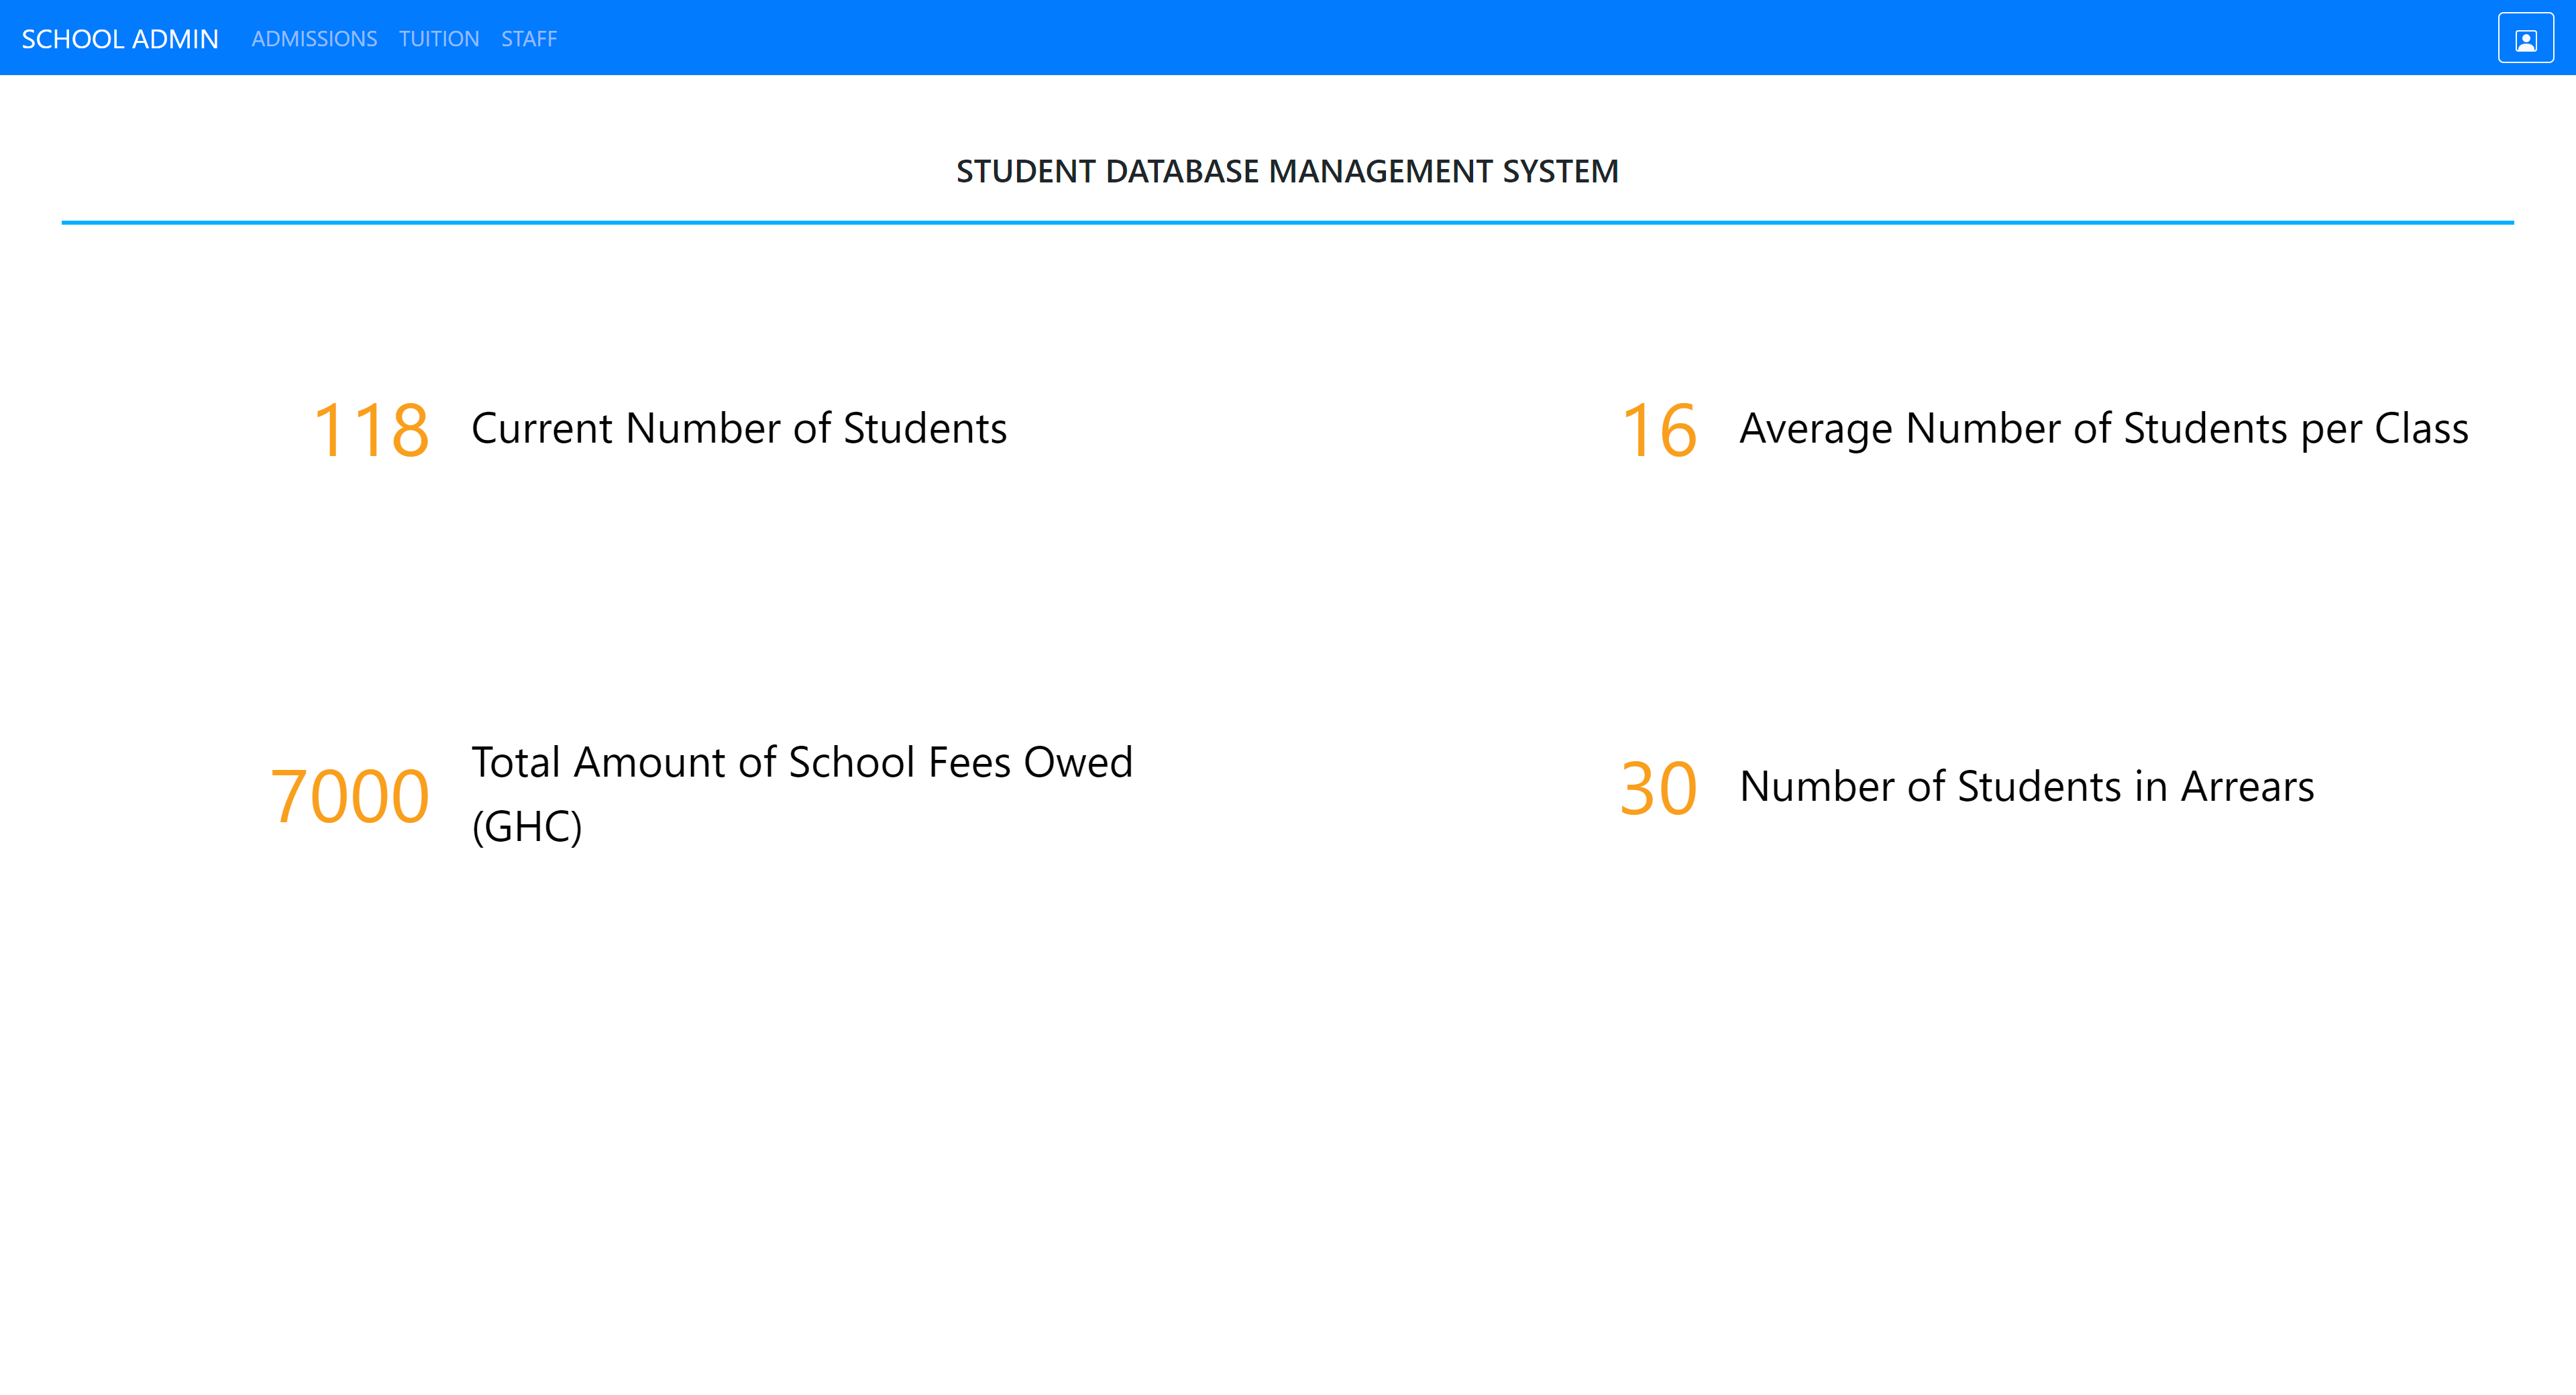 SCHOOL ADMIN ADMISSIONS TUITION STAFF
STUDENT DATABASE MANAGEMENT SYSTEM
118 Current Number of Students
16 Average Number of Students per Class
7000 Total Amount of School Fees Owed
(GHC)
30 Number of Students in Arrears